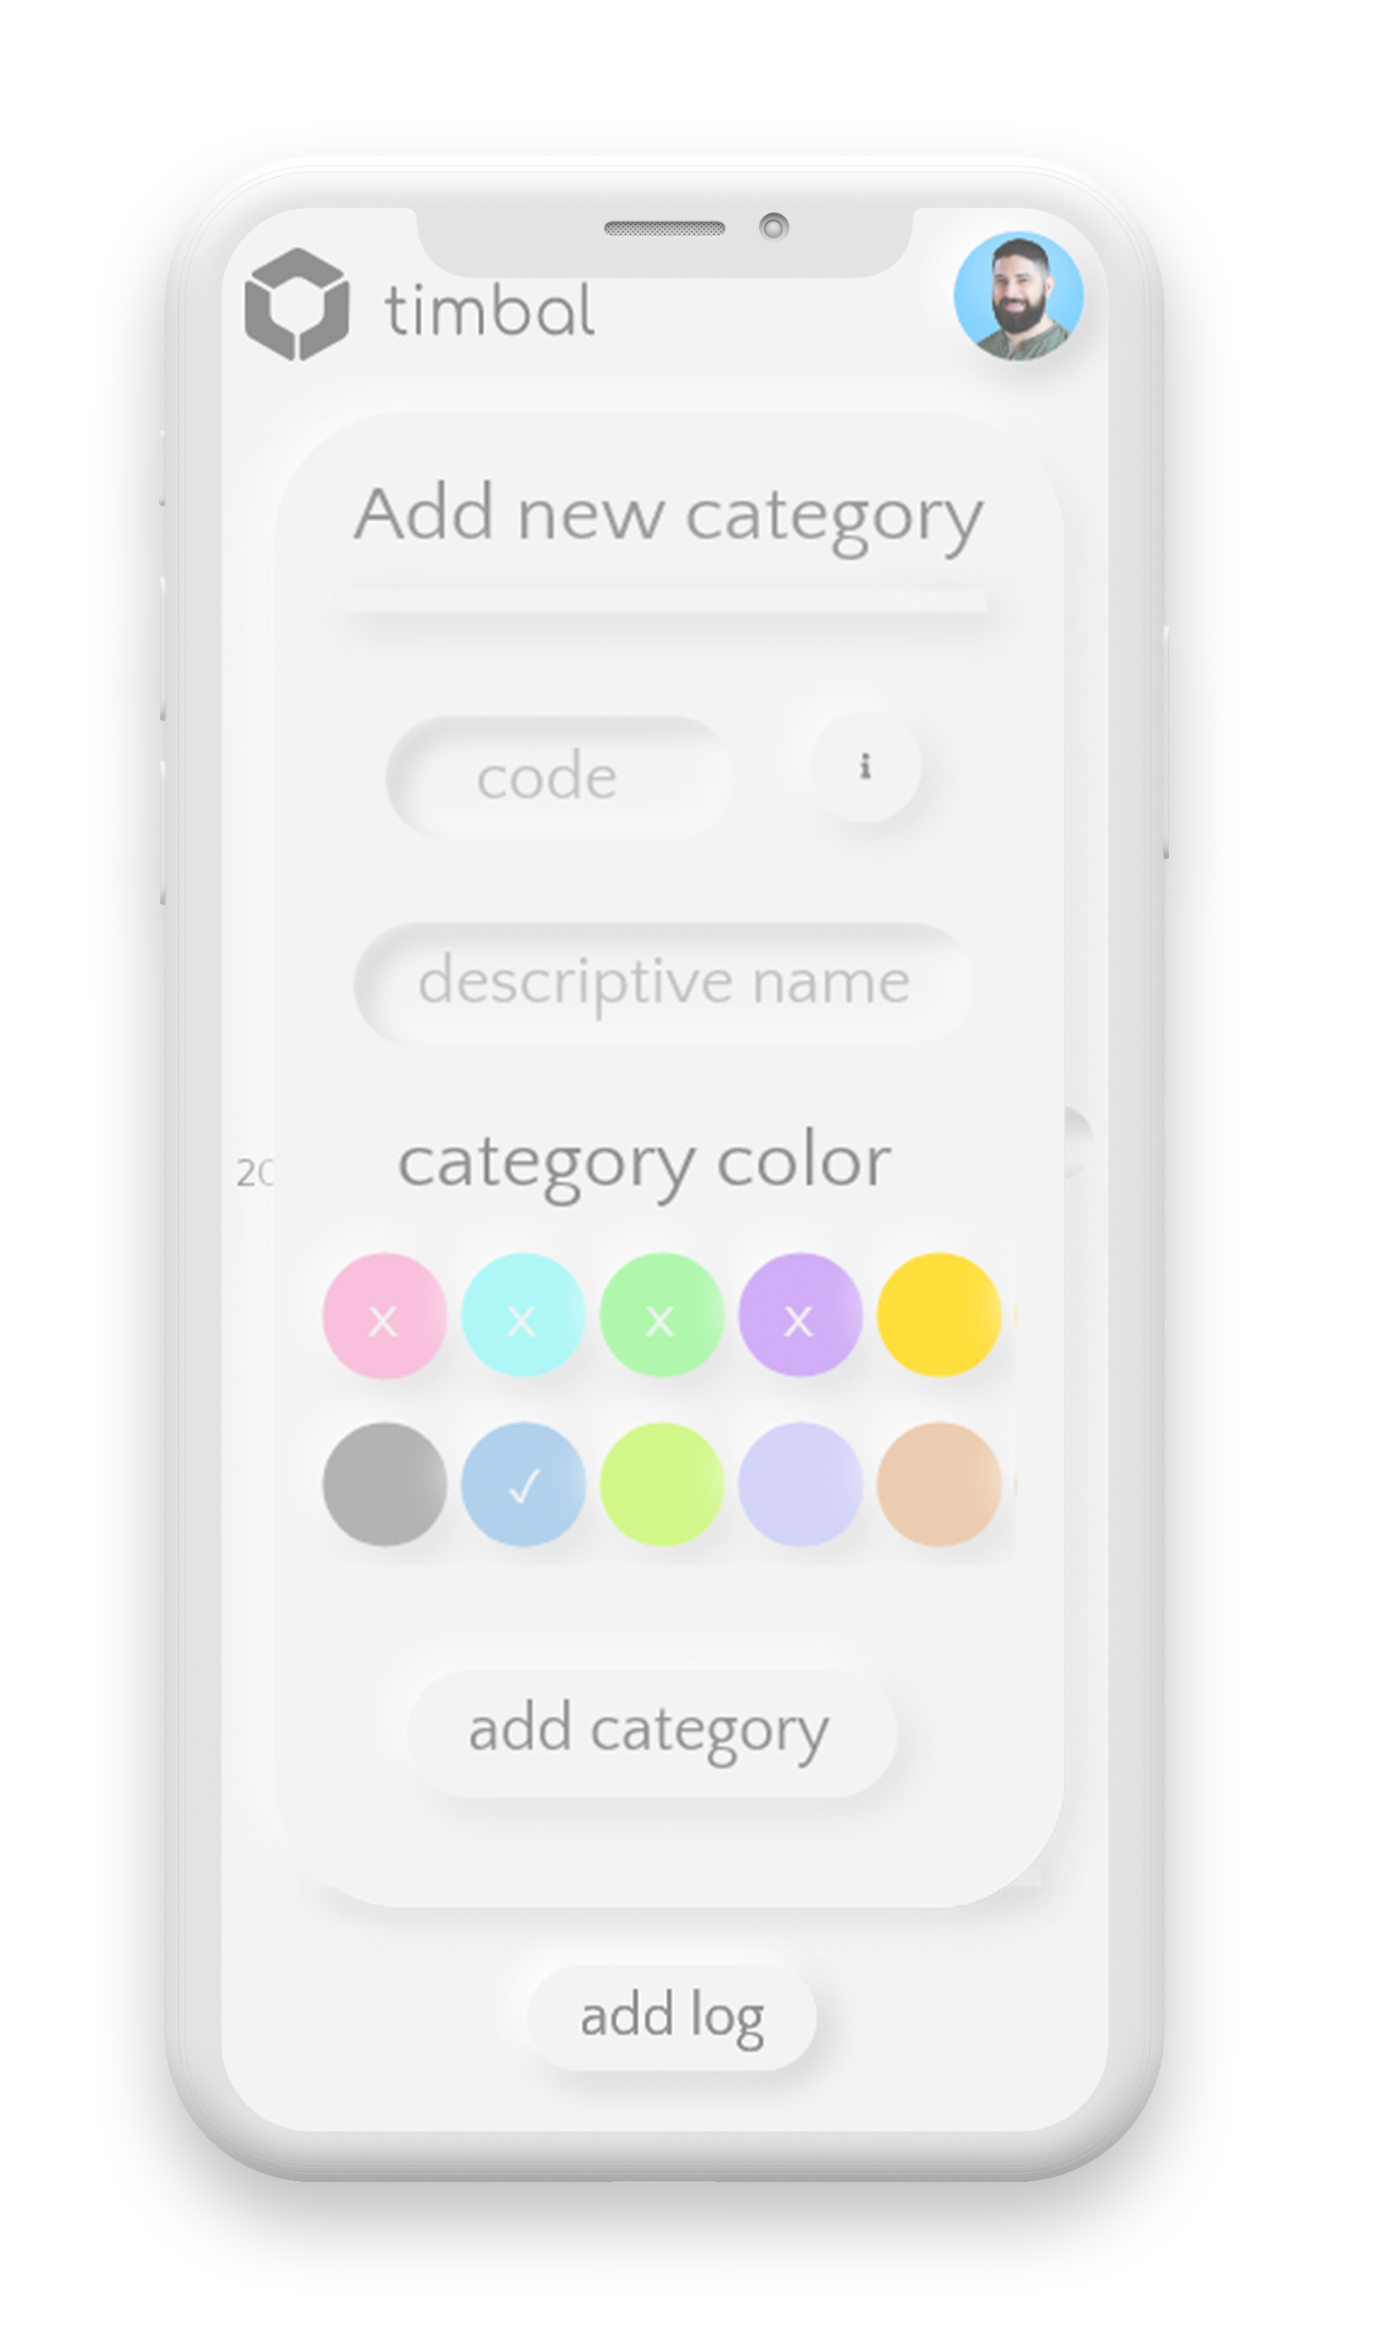 timbal
Add new category
code
i
descriptive name
20
category color
x x x x
✓
add category
add log